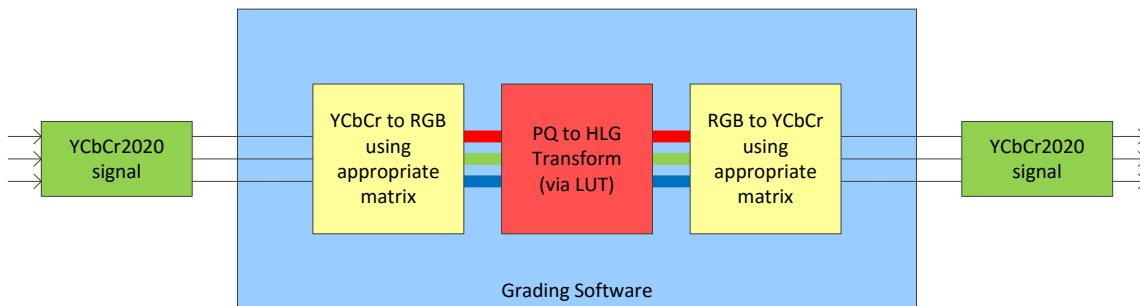 YCbCr2020
signal
YCbCr to RGB
using
appropriate
matrix
PQ to HLG
Transform
(via LUT)
RGB to YCbCr
using
appropriate
matrix
YCbCr2020
signal
Grading Software